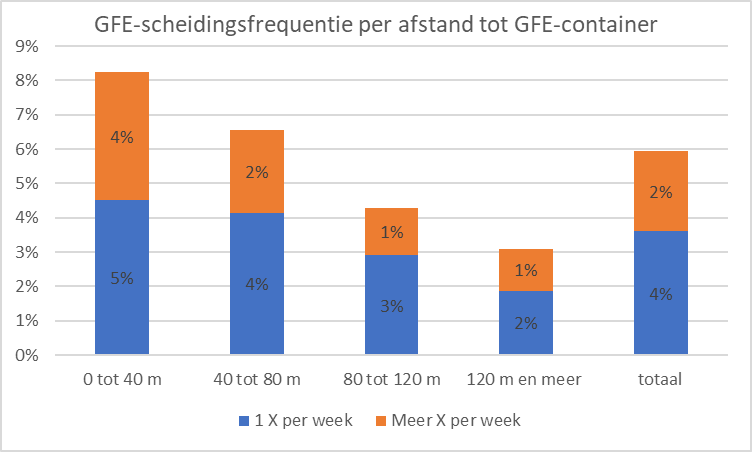 GFE-scheidingsfrequentie per afstand tot GFE-container
9%
8%
7%
6%
5%
4%
3%
2%
1%
0%
4%
2%
1%
1%
2%
5%
4%
3%
2%
4%
0 tot 40 m
40 tot 80 m
80 tot 120 m
120 m en meer
totaal
1 X per week
Meer X per week